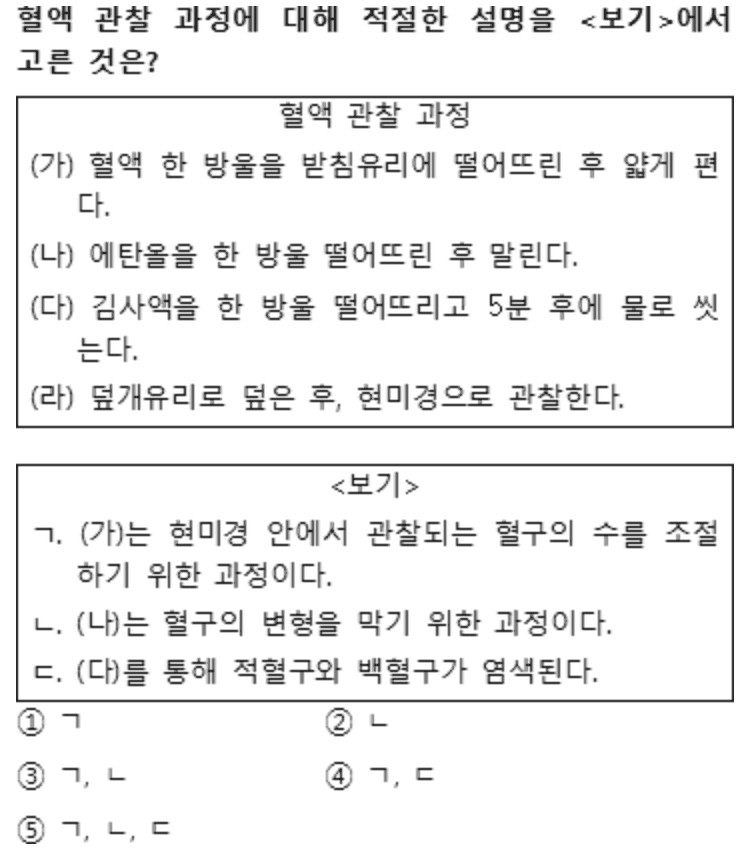 혈액 관찰 과정에 대해 적절한 설명을 <보기>에서
고른 것은?
혈액 관찰 과정
(가) 혈액 한 방울을 받침유리에 떨어뜨린 후 얇게 편
다.
(나) 에탄올을 한 방울 떨어뜨린 후 말린다.
(다) 김사액을 한 방울 떨어뜨리고 5분 후에 물로 씻
는다.
(라) 덮개유리로 덮은 후, 현미경으로 관찰한다.
<보기>
ㄱ. (가)는 현미경 안에서 관찰되는 혈구의 수를 조절
하기 위한 과정이다.
ㄴ. (나)는 혈구의 변형을 막기 위한 과정이다.
ㄷ. (다)를 통해 적혈구와 백혈구가 염색된다.
① ㄱ ② ㄴ
③ ㄱ, ㄴ ④ ㄱ, ㄷ
⑤ ㄱ, ㄴ, ㄷ